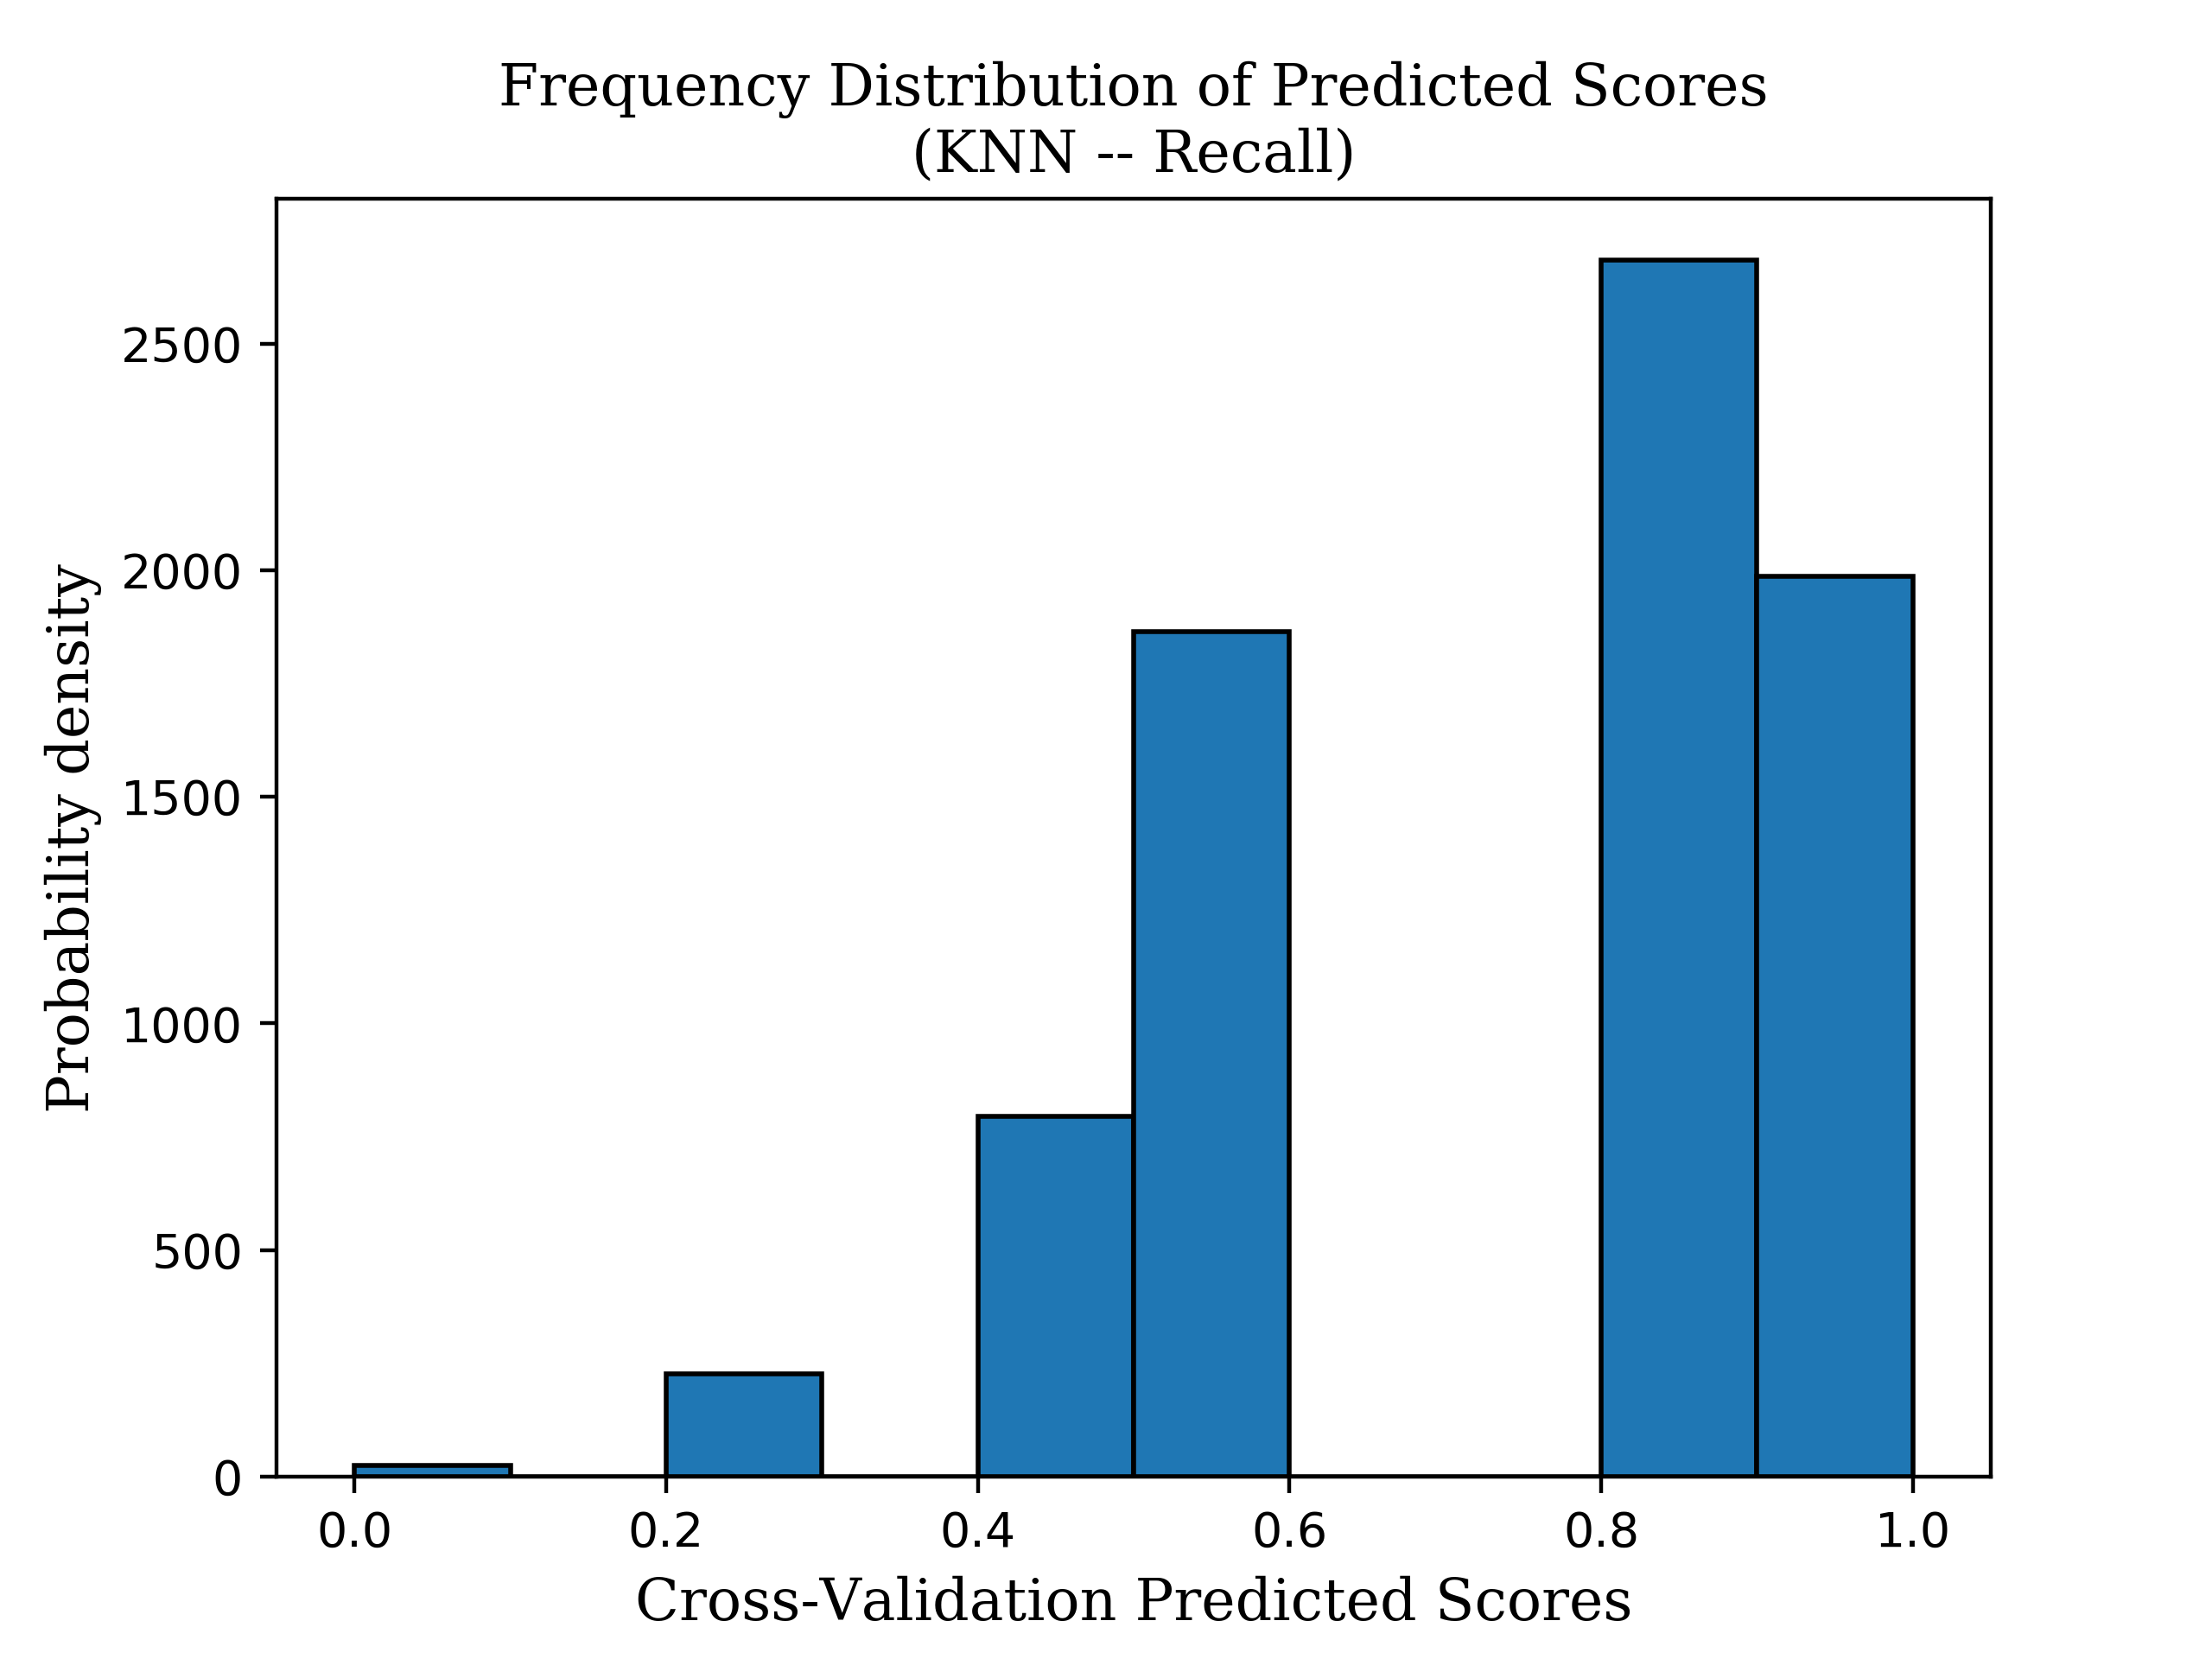 Frequency Distribution of Predicted Scores
(KNN -- Recall)
Probability density
2500
2000
1500
1000
500
0
0.0 0.2 0.4 0.6 0.8 1.0
Cross-Validation Predicted Scores